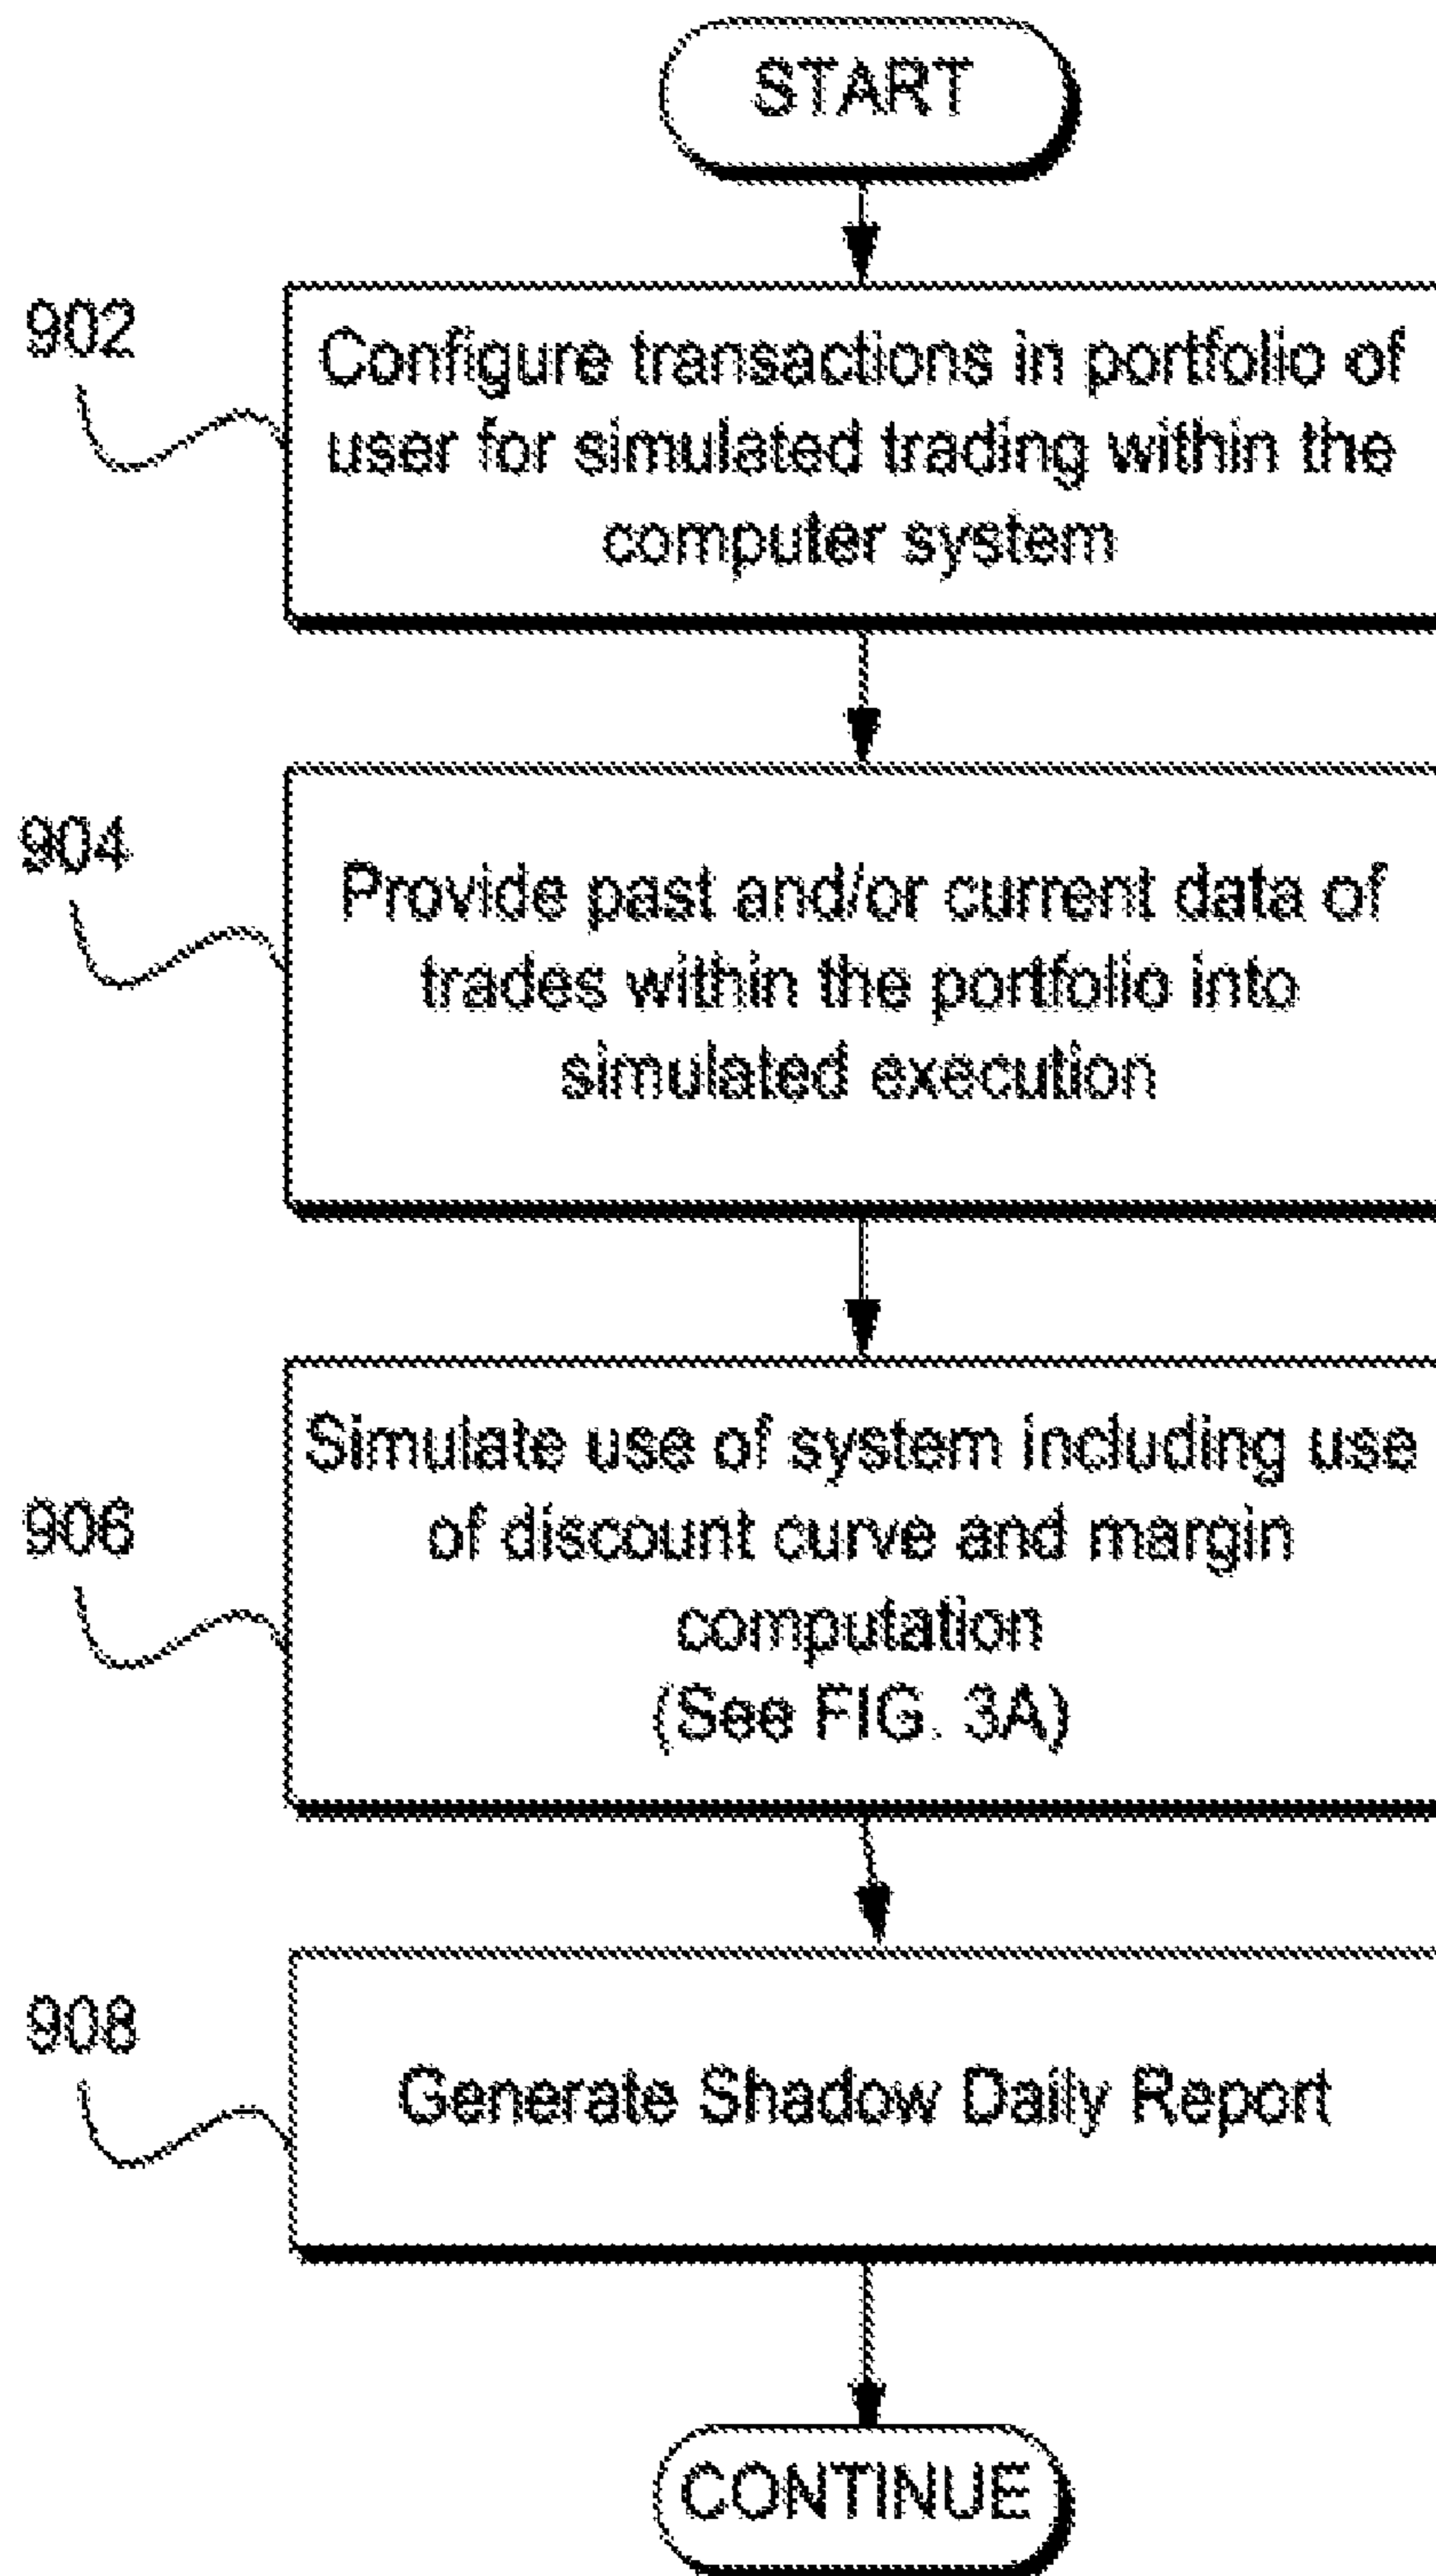 START
902
Configure transactions in portfolio of
user for simulated trading within the
computer system
904
Provide past and/or current data of
trades within the portfolio into
simulated execution
906
Simulate use of system including use
of discount curve and margin
computation
(See FIG. 3A)
908
Generate Shadow Daily Report
CONTINUE